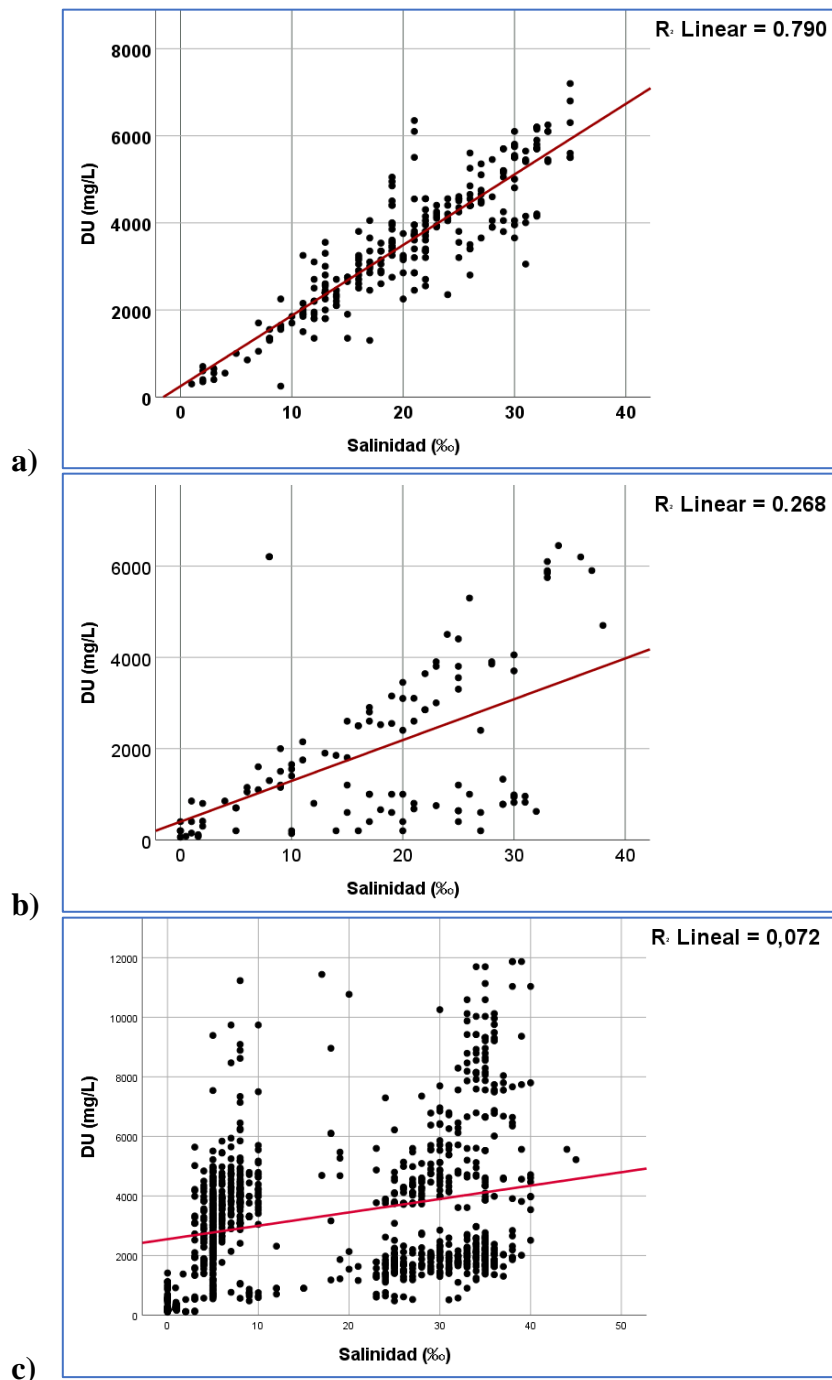 R₂ Linear = 0.790
8000
6000
4000
2000
0
DU (mg/L)
0 10 20 30 40
Salinidad (‰)
a)
R₂ Linear = 0.268
6000
4000
2000
0
DU (mg/L)
0 10 20 30 40
Salinidad (‰)
b)
R₂ Lineal = 0,072
12000
10000
8000
6000
4000
2000
0
DU (mg/L)
0 10 20 30 40 50
Salinidad (‰)
c)